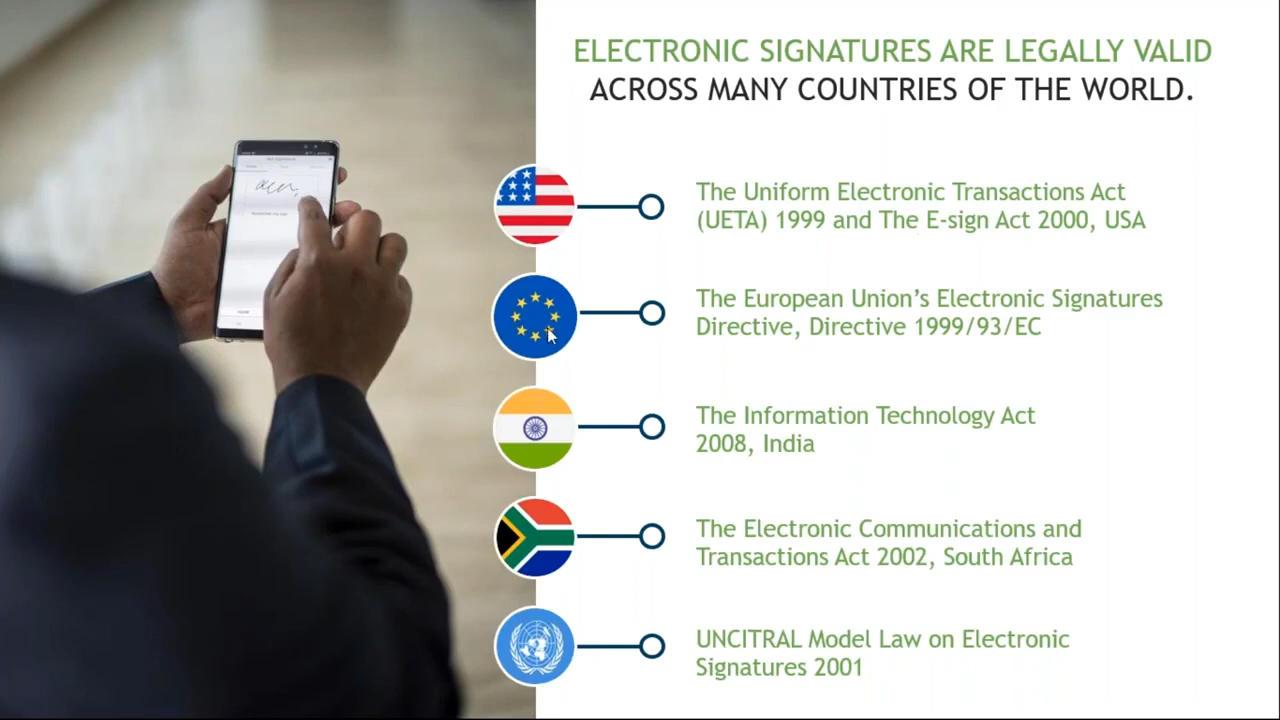 ELECTRONIC SIGNATURES ARE LEGALLY VALID
ACROSS MANY COUNTRIES OF THE WORLD.
The Uniform Electronic Transactions Act
(UETA) 1999 and The E-sign Act 2000, USA
The European Union’s Electronic Signatures
Directive, Directive 1999/93/EC
The Information Technology Act
2008, India
The Electronic Communications and
Transactions Act 2002, South Africa
UNCITRAL Model Law on Electronic
Signatures 2001